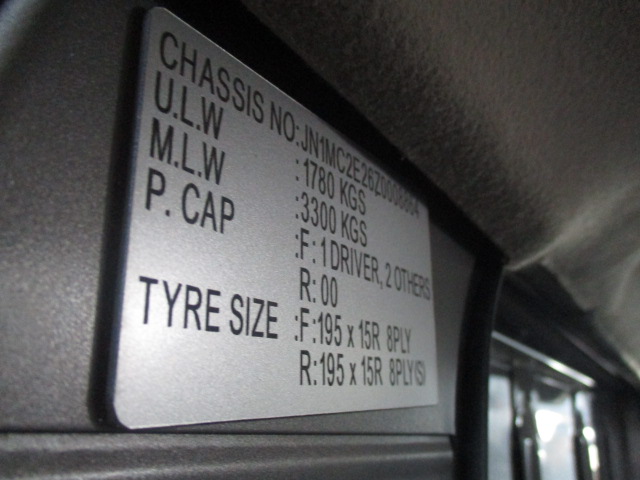 CHASSIS NO:JN1MC2E26Z0008804
U.L.W :1780 KGS
M.L.W :3300 KGS
P. CAP :F: 1 DRIVER, 2 OTHERS
R: 00
TYRE SIZE :F:195 x 15R 8PLY
R:195 x 15R 8PLY(S)